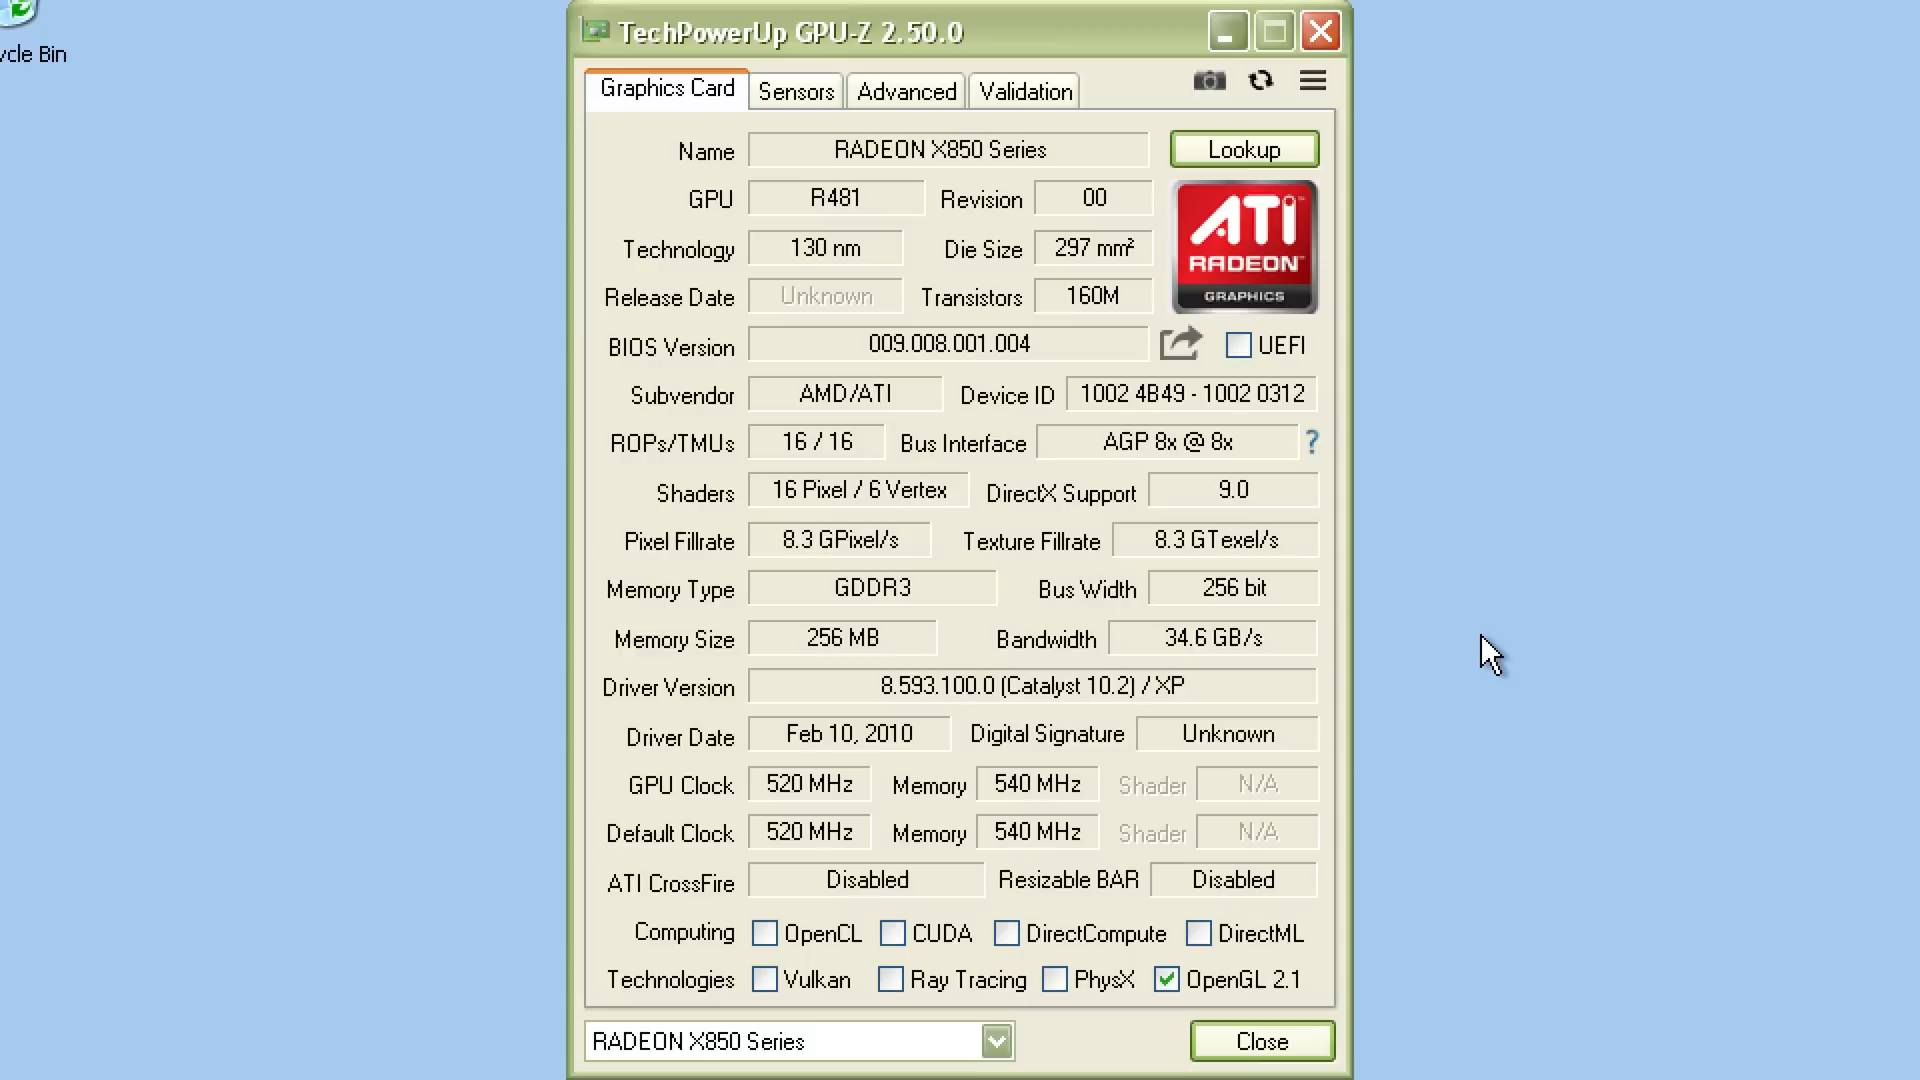 TechPowerUp GPU-Z 2.50.0
ycle Bin
Graphics Card Sensors Advanced Validation
Name RADEON X850 Series Lookup
GPU R481 Revision 00
ATI RADEON™ GRAPHICS
Technology 130 nm Die Size 297 mm²
Release Date Unknown Transistors 160M
BIOS Version 009.008.001.004 UEFI
Subvendor AMD/ATI Device ID 1002 4B49 - 1002 0312
ROPs/TMUs 16 / 16 Bus Interface AGP 8x @ 8x ?
Shaders 16 Pixel / 6 Vertex DirectX Support 9.0
Pixel Fillrate 8.3 GPixel/s Texture Fillrate 8.3 GTexel/s
Memory Type GDDR3 Bus Width 256 bit
Memory Size 256 MB Bandwidth 34.6 GB/s
Driver Version 8.593.100.0 (Catalyst 10.2) / XP
Driver Date Feb 10, 2010 Digital Signature Unknown
GPU Clock 520 MHz Memory 540 MHz Shader N/A
Default Clock 520 MHz Memory 540 MHz Shader N/A
ATI CrossFire Disabled Resizable BAR Disabled
Computing OpenCL CUDA DirectCompute DirectML
Technologies Vulkan Ray Tracing PhysX OpenGL 2.1
RADEON X850 Series Close